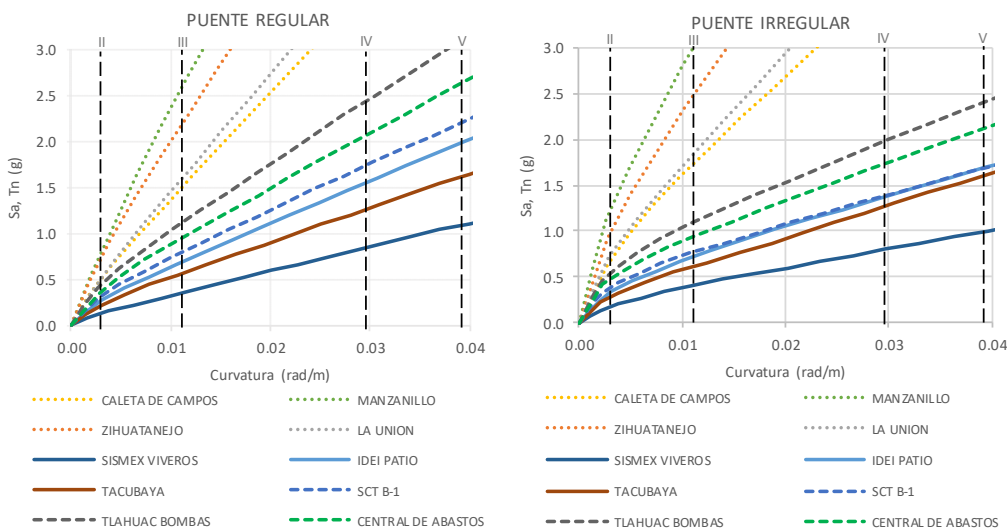 PUENTE REGULAR
II III IV V
3.0
2.5
2.0
1.5
1.0
0.5
0.0
Sa, Tn (g)
0.00 0.01 0.02 0.03 0.04
Curvatura (rad/m)
CALETA DE CAMPOS MANZANILLO
ZIHUATANEJO LA UNION
SISMEX VIVEROS IDEI PATIO
TACUBAYA SCT B-1
TLAHUAC BOMBAS CENTRAL DE ABASTOS
PUENTE IRREGULAR
II III IV V
3.0
2.5
2.0
1.5
1.0
0.5
0.0
Sa, Tn (g)
0.00 0.01 0.02 0.03 0.04
Curvatura (rad/m)
CALETA DE CAMPOS MANZANILLO
ZIHUATANEJO LA UNION
SISMEX VIVEROS IDEI PATIO
TACUBAYA SCT B-1
TLAHUAC BOMBAS CENTRAL DE ABASTOS